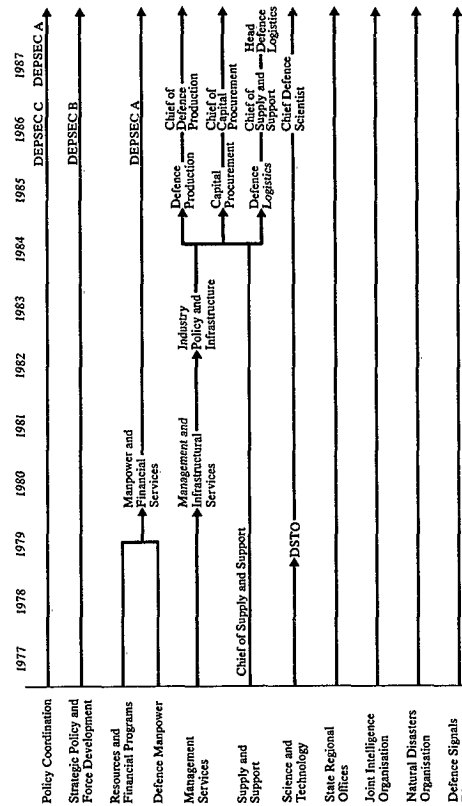 1977 1978 1979 1980 1981 1982 1983 1984 1985 1986 1987
Policy Coordination
DEPSEC C DEPSEC A
Strategic Policy and
Force Development
DEPSEC B
Resources and
Financial Programs
Defence Manpower
Manpower and
Financial
Services
DEPSEC A
Management
Services
Management and
Infrastructural
Services
Industry
Policy and
Infrastructure
Defence
Production
Chief of
Defence
Production
Capital
Procurement
Chief of
Capital
Procurement
Supply and
Support
Chief of Supply and Support
Defence
Logistics
Chief of
Supply and
Support
Head
Defence
Logistics
Science and
Technology
DSTO
Chief Defence
Scientist
State Regional
Offices
Joint Intelligence
Organisation
Natural Disasters
Organisation
Defence Signals